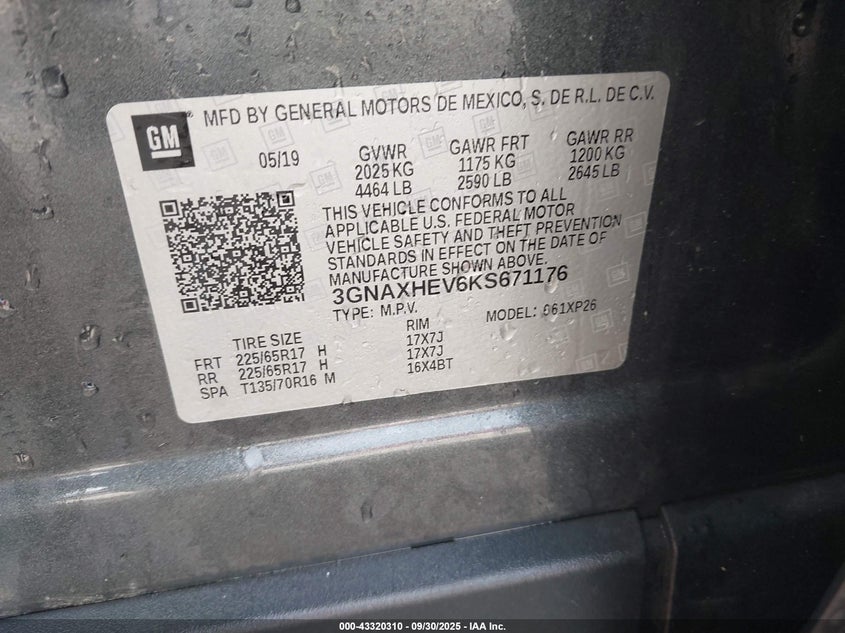 GM
MFD BY GENERAL MOTORS DE MEXICO, S. DE R.L. DE C.V.
05/19 GVWR GAWR FRT GAWR RR
2025 KG 1175 KG 1200 KG
4464 LB 2590 LB 2645 LB
THIS VEHICLE CONFORMS TO ALL
APPLICABLE U.S. FEDERAL MOTOR
VEHICLE SAFETY AND THEFT PREVENTION
STANDARDS IN EFFECT ON THE DATE OF
MANUFACTURE SHOWN ABOVE.
3GNAXHEV6KS671176
TYPE: M.P.V. MODEL: 061XP26
TIRE SIZE RIM
FRT 225/65R17 H 17X7J
RR 225/65R17 H 17X7J
SPA T135/70R16 M 16X4BT
000-43320310 - 09/30/2025 - IAA Inc.